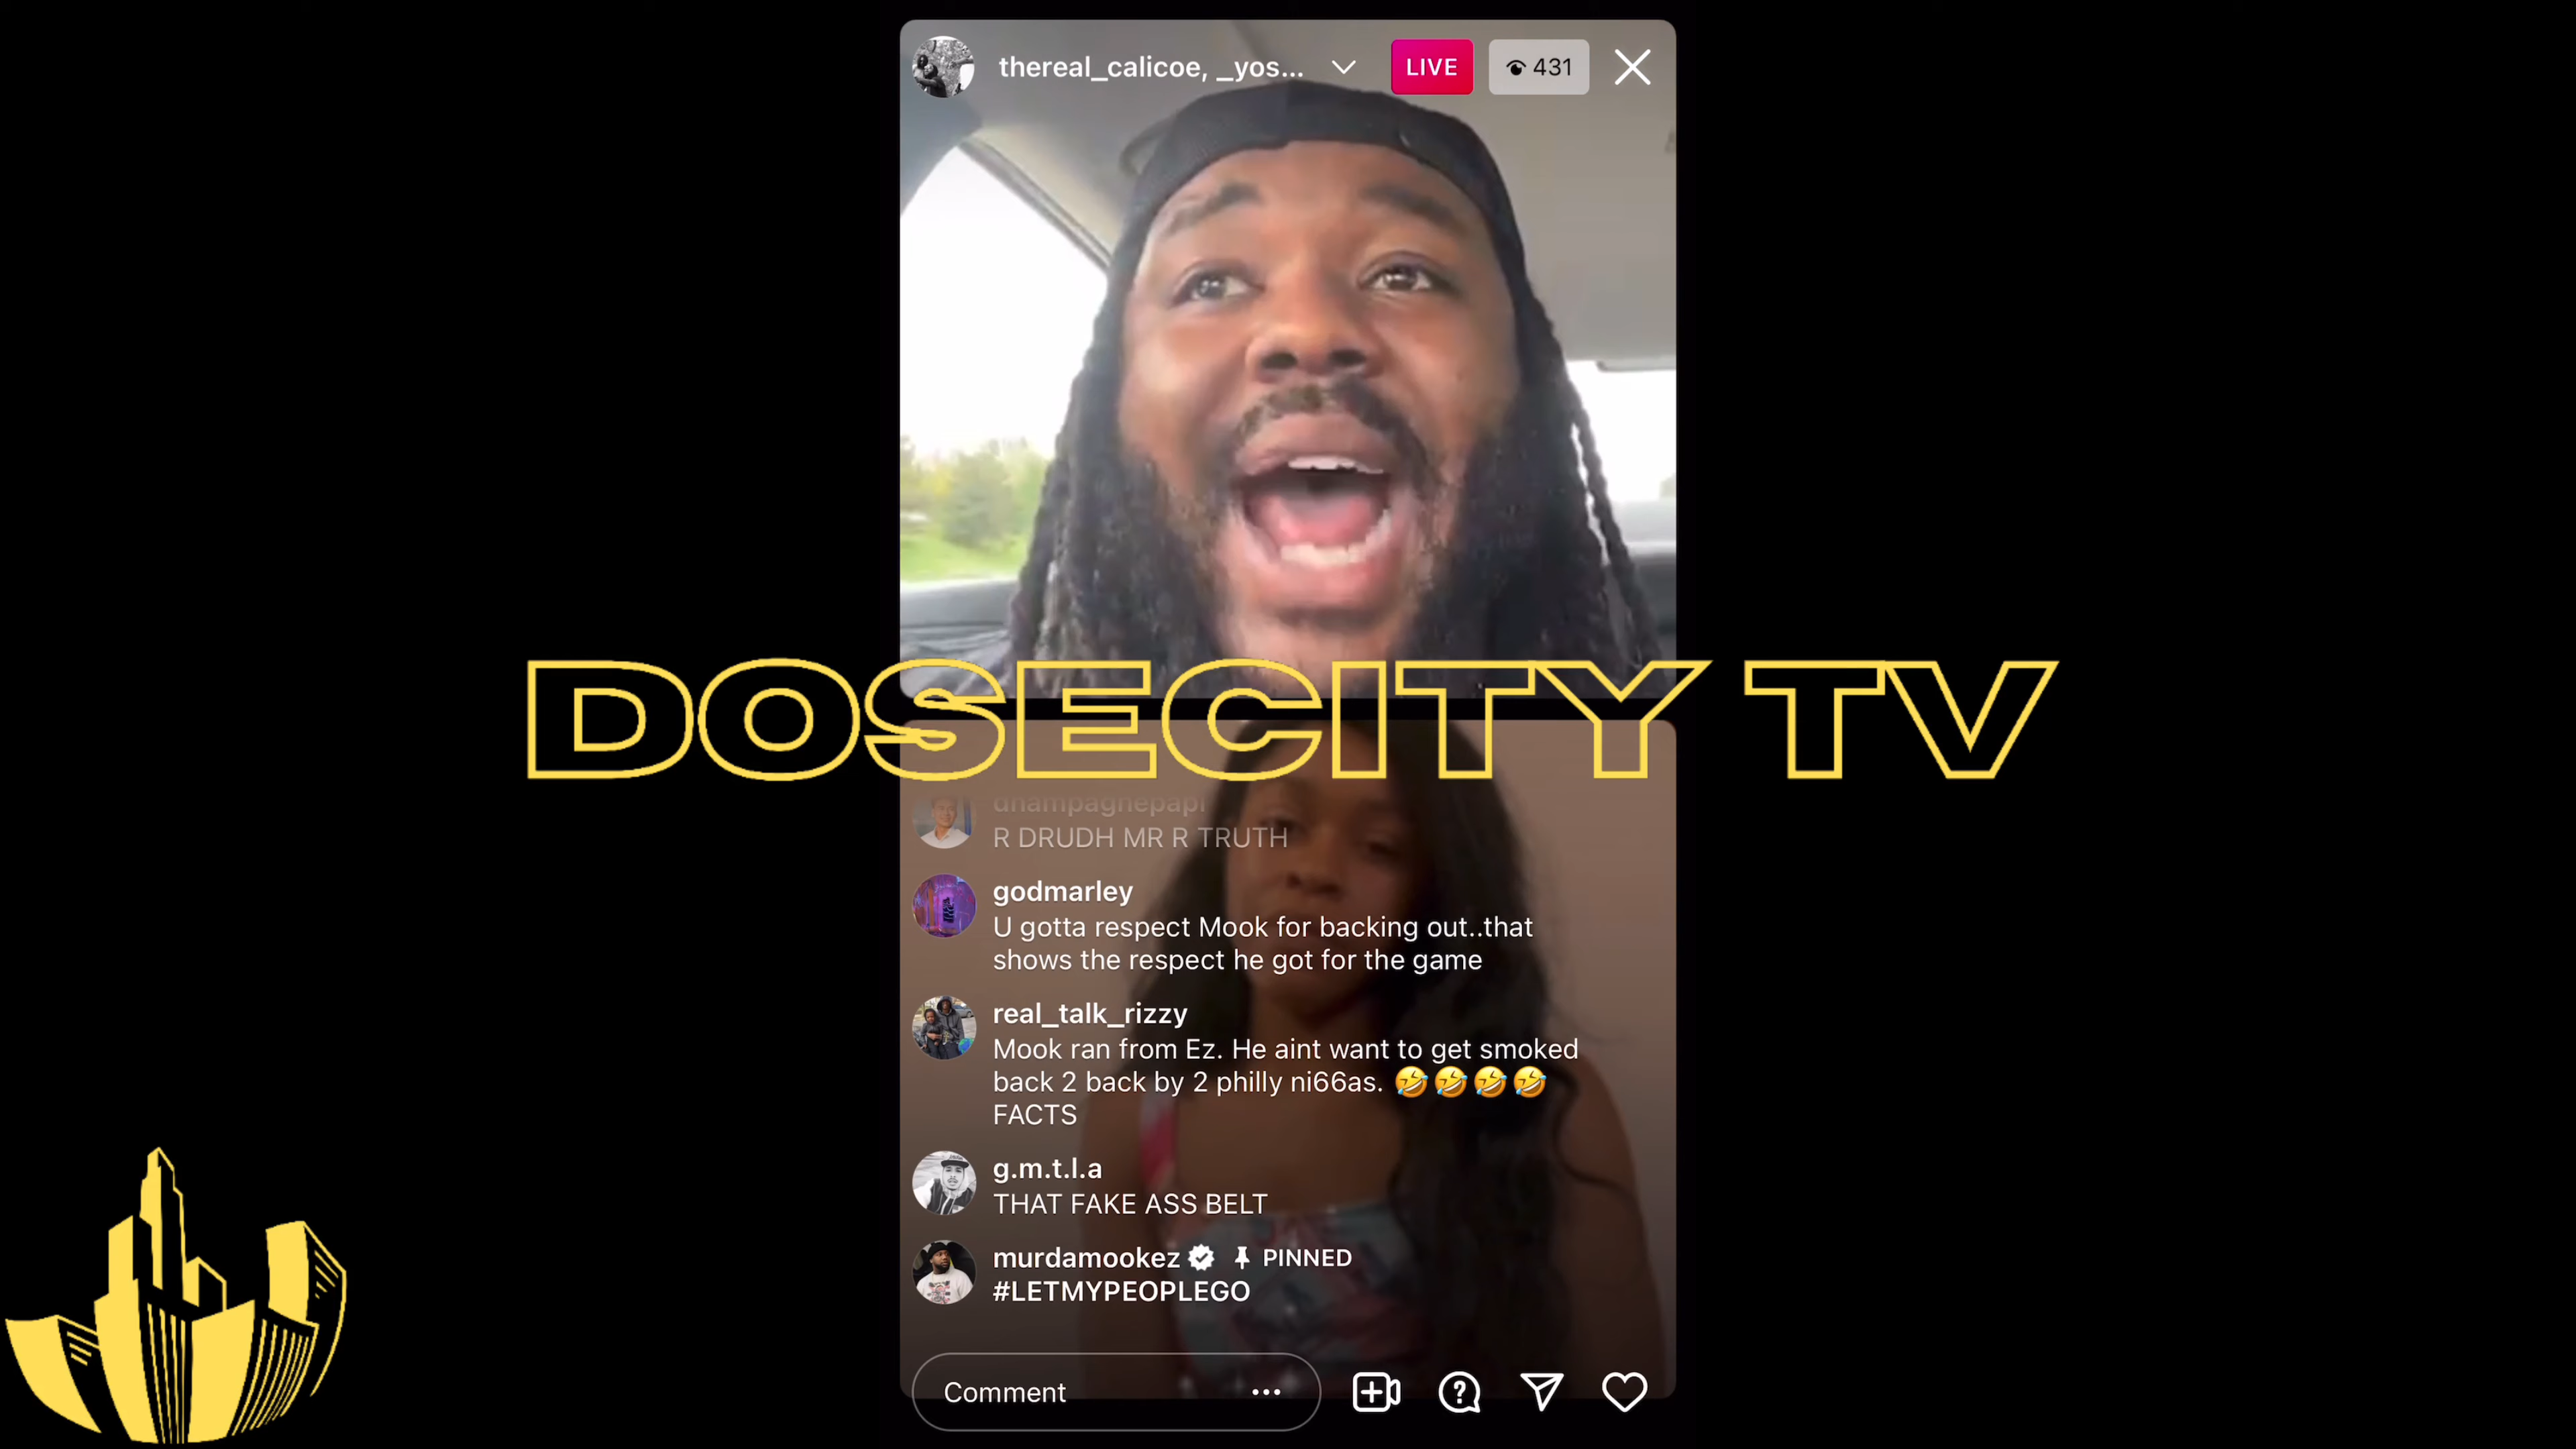 thereal_calicoe, _yos...
LIVE
431
DOSECITY TV
R DRUDH MR R TRUTH
godmarley
U gotta respect Mook for backing out..that
shows the respect he got for the game
real_talk_rizzy
Mook ran from Ez. He aint want to get smoked
back 2 back by 2 philly ni66as. 🤣🤣🤣🤣
FACTS
g.m.t.l.a
THAT FAKE ASS BELT
murdamookez PINNED
#LETMYPEOPLEGO
Comment